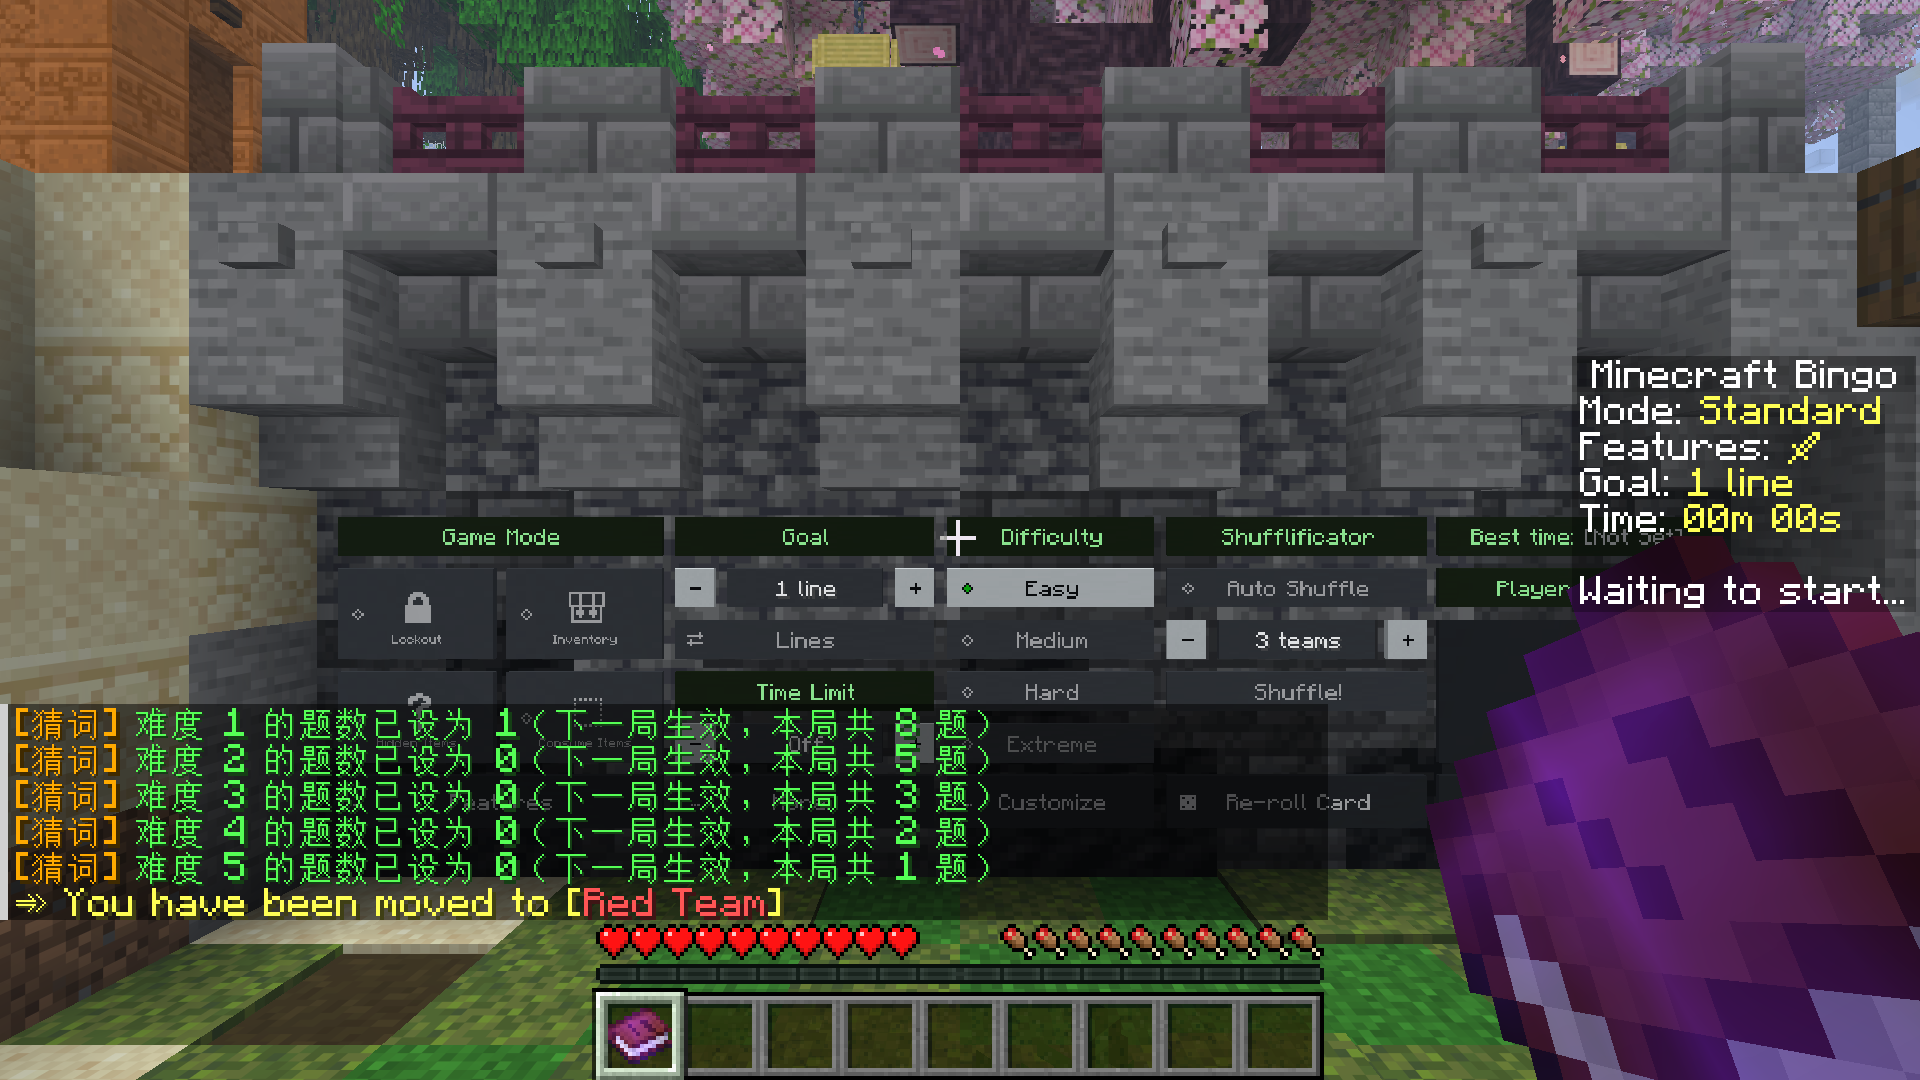 Minecraft Bingo
Mode: Standard
Features:
Goal: 1 line
Time: 00m 00s
Waiting to start...
Game Mode
Goal
Difficulty
Shufflificator
Best time: [Not Set]
Lockout
Inventory
- 1 line +
Easy
Auto Shuffle
Player
Lines
Medium
- 3 teams +
Time Limit
Hard
Shuffle!
Hidden Items
Consume Items
Off
Extreme
Customize
Re-roll Card
[猜词] 难度 1 的题数已设为 1（下一局生效，本局共 8 题）
[猜词] 难度 2 的题数已设为 0（下一局生效，本局共 5 题）
[猜词] 难度 3 的题数已设为 0（下一局生效，本局共 3 题）
[猜词] 难度 4 的题数已设为 0（下一局生效，本局共 2 题）
[猜词] 难度 5 的题数已设为 0（下一局生效，本局共 1 题）
=>> You have been moved to [Red Team]